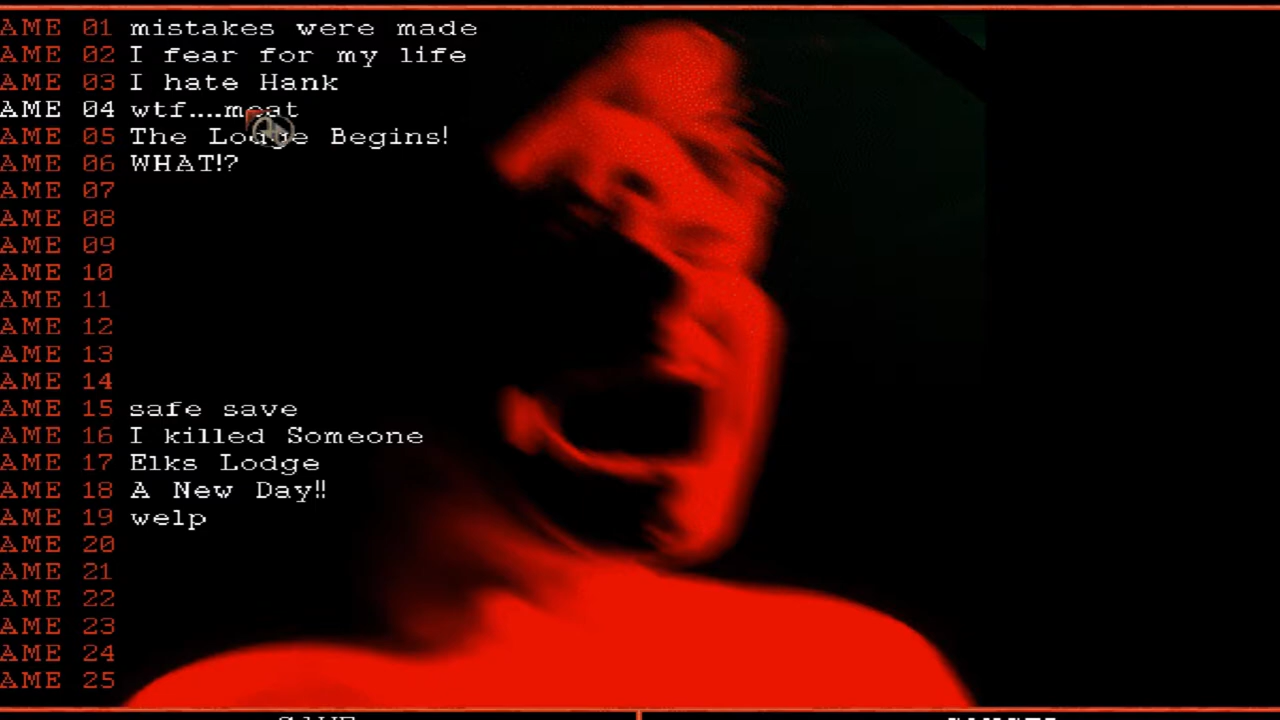 AME 01 mistakes were made
AME 02 I fear for my life
AME 03 I hate Hank
AME 04 wtf....meat
AME 05 The Lodge Begins!
AME 06 WHAT!?
AME 07
AME 08
AME 09
AME 10
AME 11
AME 12
AME 13
AME 14
AME 15 safe save
AME 16 I killed Someone
AME 17 Elks Lodge
AME 18 A New Day!!
AME 19 welp
AME 20
AME 21
AME 22
AME 23
AME 24
AME 25